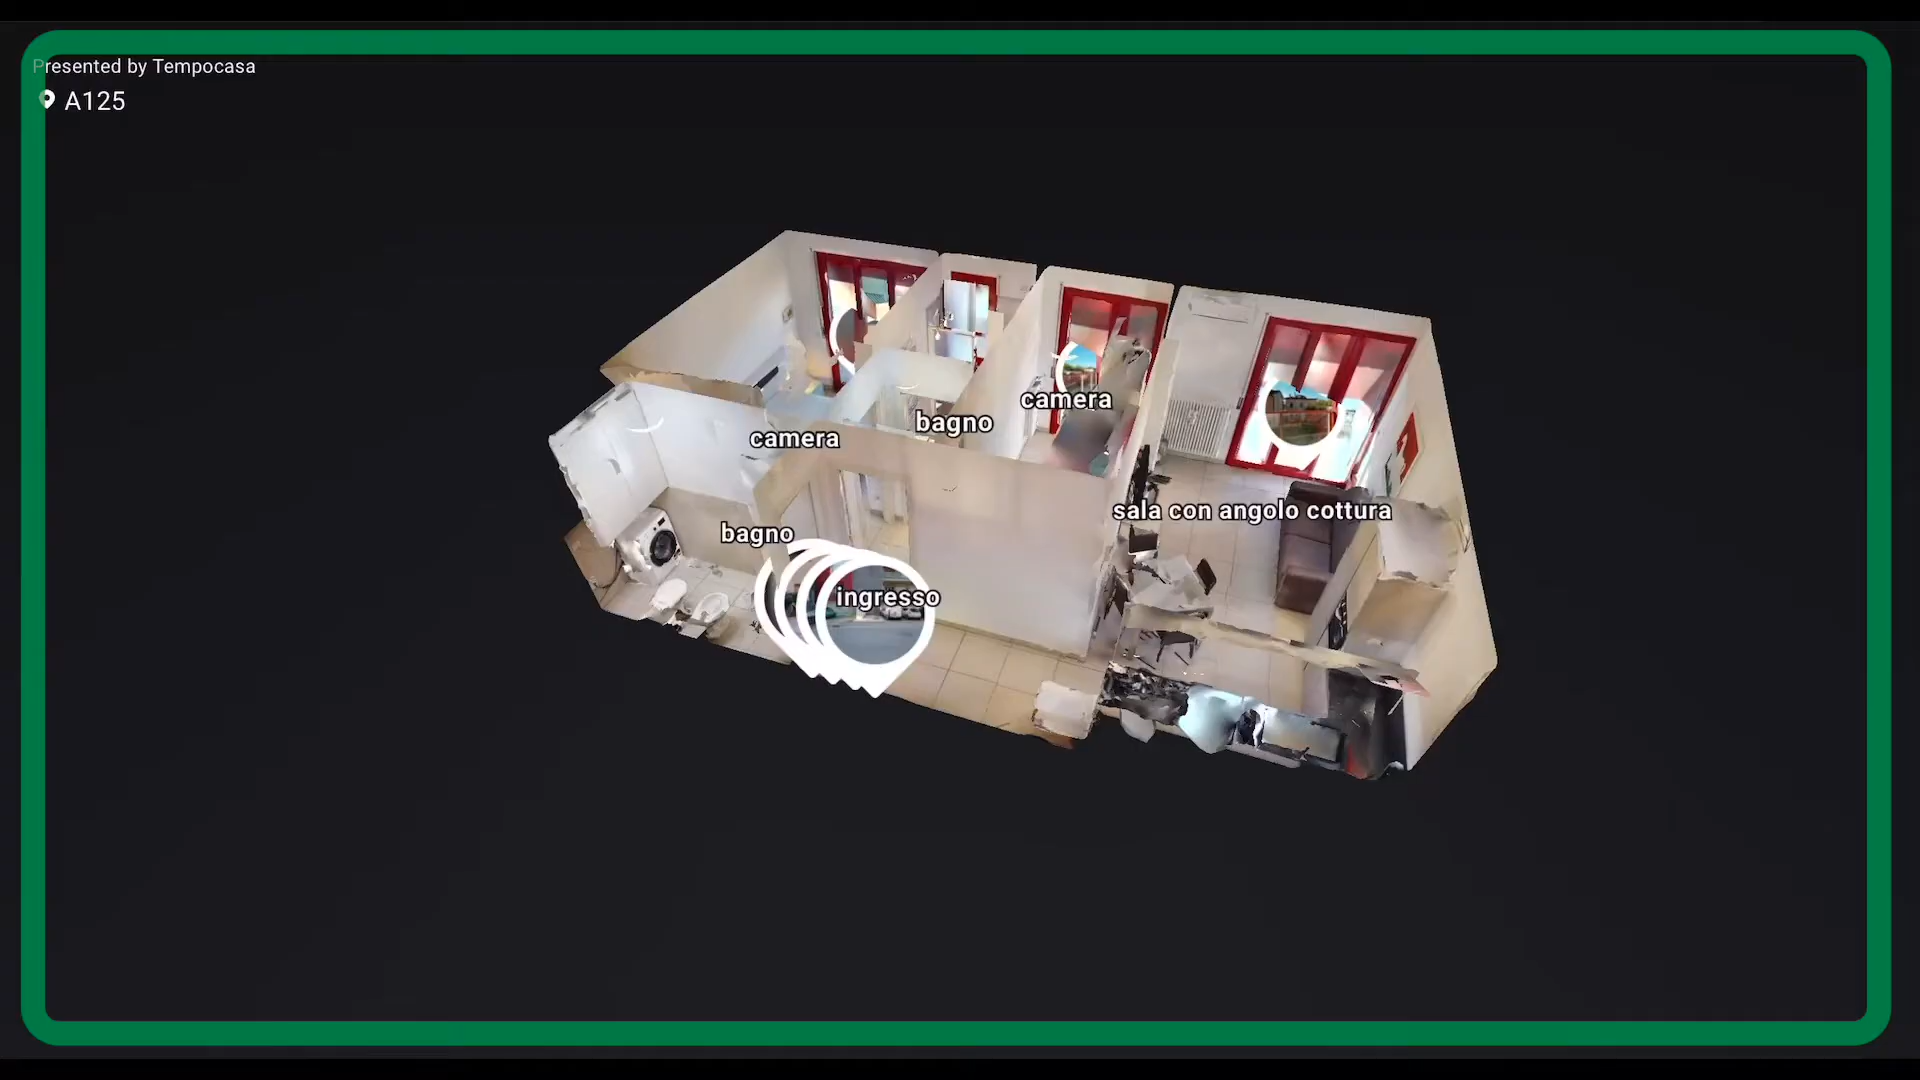 Presented by Tempocasa
A125
camera
bagno
camera
sala con angolo cottura
bagno
ingresso